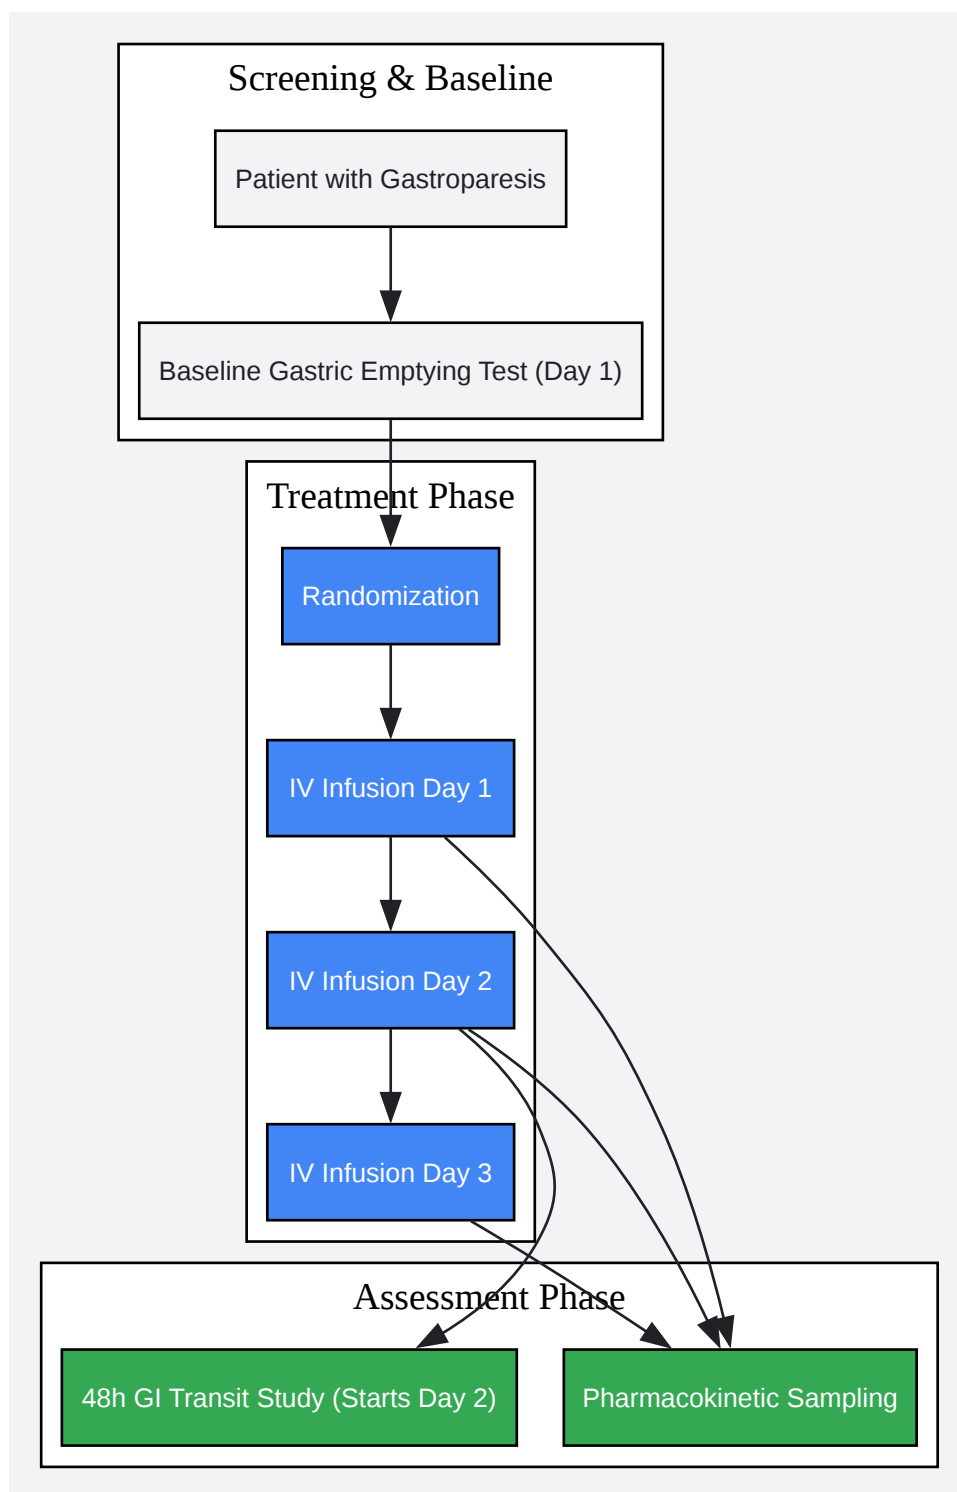 Screening & Baseline
Patient with Gastroparesis
Baseline Gastric Emptying Test (Day 1)
Treatment Phase
Randomization
IV Infusion Day 1
IV Infusion Day 2
IV Infusion Day 3
Assessment Phase
48h GI Transit Study (Starts Day 2)
Pharmacokinetic Sampling